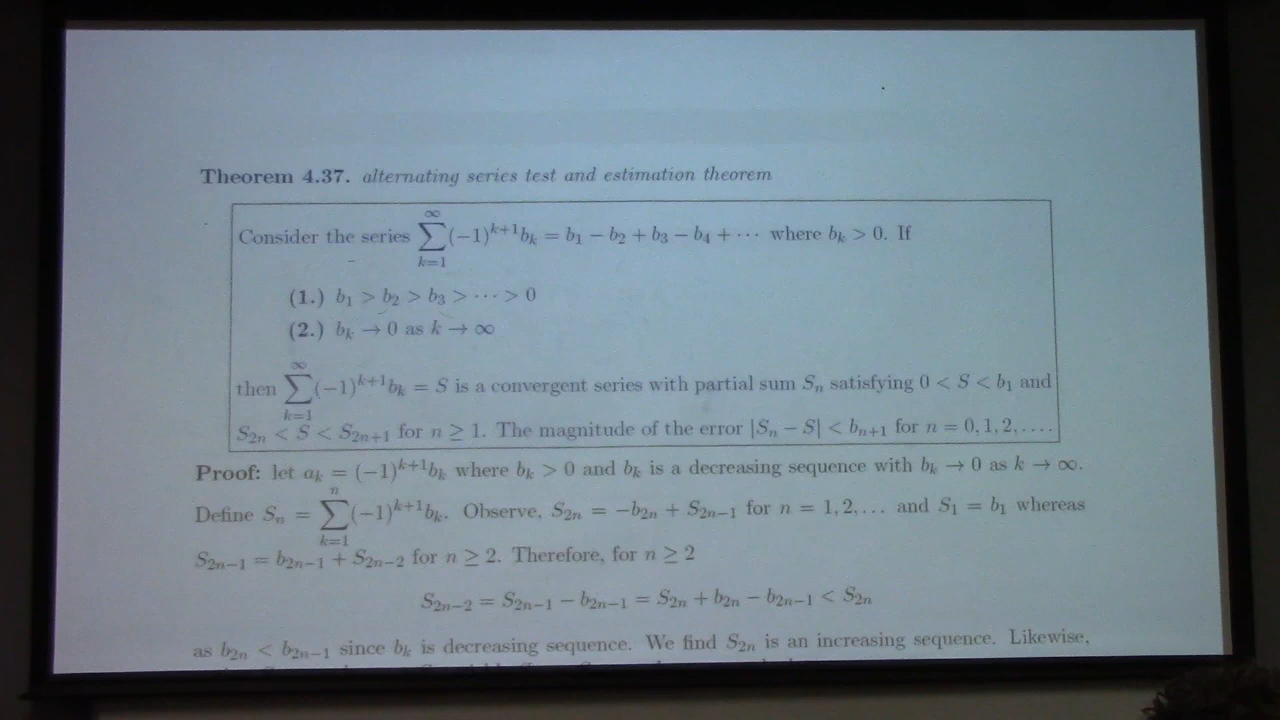 Theorem 4.37. alternating series test and estimation theorem
Consider the series ∑_{k=1}^{∞} (−1)^{k+1} b_k = b_1 − b_2 + b_3 − b_4 + ⋯ where b_k > 0. If
(1.) b_1 > b_2 > b_3 > ⋯ > 0
(2.) b_k → 0 as k → ∞
then ∑_{k=1}^{∞} (−1)^{k+1} b_k = S is a convergent series with partial sum S_n satisfying 0 < S < b_1 and
S_{2n} < S < S_{2n+1} for n ≥ 1. The magnitude of the error |S_n − S| < b_{n+1} for n = 0, 1, 2, ....
Proof: let a_k = (−1)^{k+1} b_k where b_k > 0 and b_k is a decreasing sequence with b_k → 0 as k → ∞.
Define S_n = ∑_{k=1}^{n} (−1)^{k+1} b_k. Observe, S_{2n} = −b_{2n} + S_{2n−1} for n = 1, 2, ... and S_1 = b_1 whereas
S_{2n−1} = b_{2n−1} + S_{2n−2} for n ≥ 2. Therefore, for n ≥ 2
S_{2n−2} = S_{2n−1} − b_{2n−1} = S_{2n} + b_{2n} − b_{2n−1} < S_{2n}
as b_{2n} < b_{2n−1} since b_k is decreasing sequence. We find S_{2n} is an increasing sequence. Likewise,